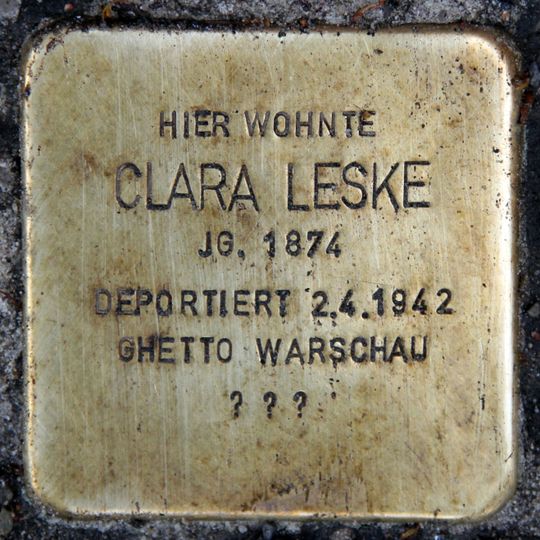 HIER WOHNTE
CLARA LESKE
JG. 1874
DEPORTIERT 2.4.1942
GHETTO WARSCHAU
? ? ?